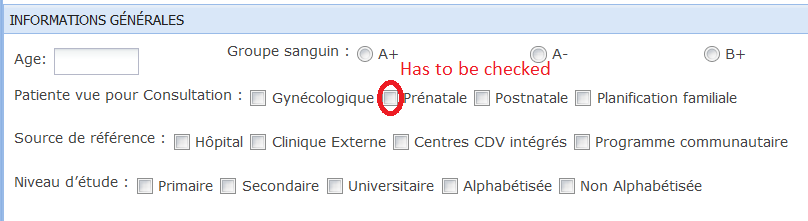 INFORMATIONS GÉNÉRALES
Age: Groupe sanguin : A+ A- B+
Has to be checked
Patiente vue pour Consultation : Gynécologique Prénatale Postnatale Planification familiale
Source de référence : Hôpital Clinique Externe Centres CDV intégrés Programme communautaire
Niveau d'étude : Primaire Secondaire Universitaire Alphabétisée Non Alphabétisée